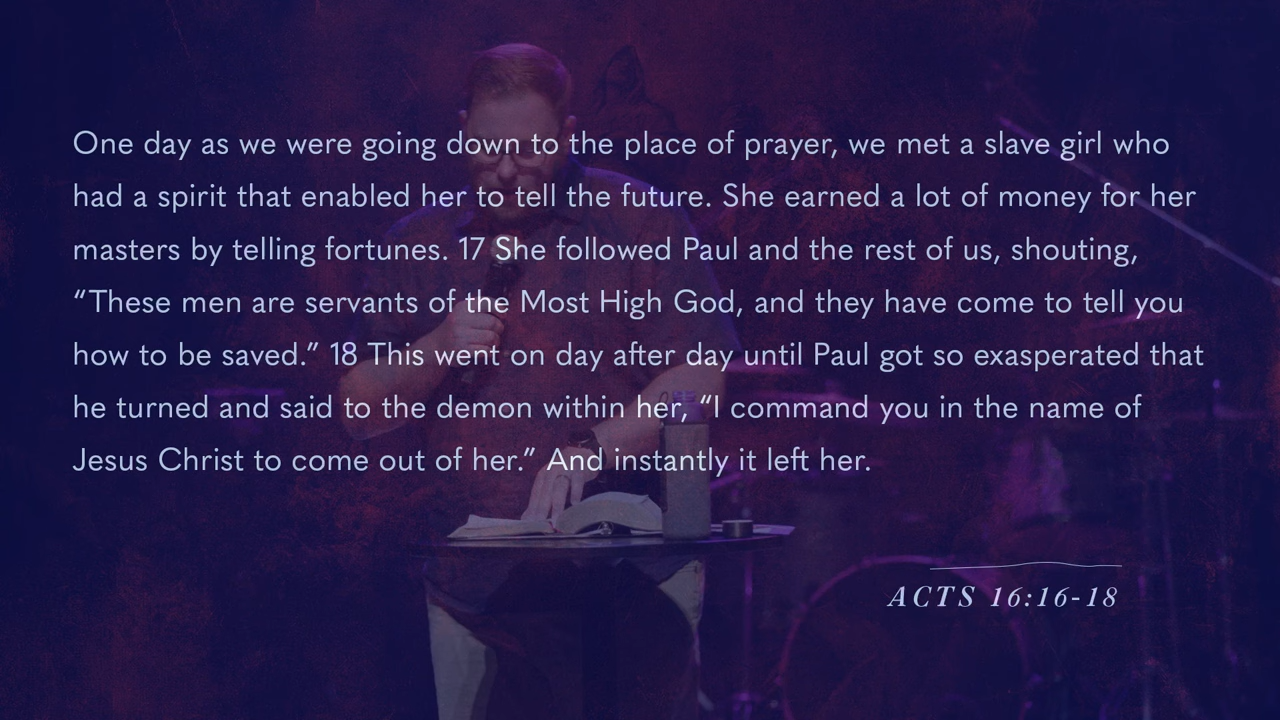 One day as we were going down to the place of prayer, we met a slave girl who
had a spirit that enabled her to tell the future. She earned a lot of money for her
masters by telling fortunes. 17 She followed Paul and the rest of us, shouting,
“These men are servants of the Most High God, and they have come to tell you
how to be saved.” 18 This went on day after day until Paul got so exasperated that
he turned and said to the demon within her, “I command you in the name of
Jesus Christ to come out of her.” And instantly it left her.
ACTS 16:16-18